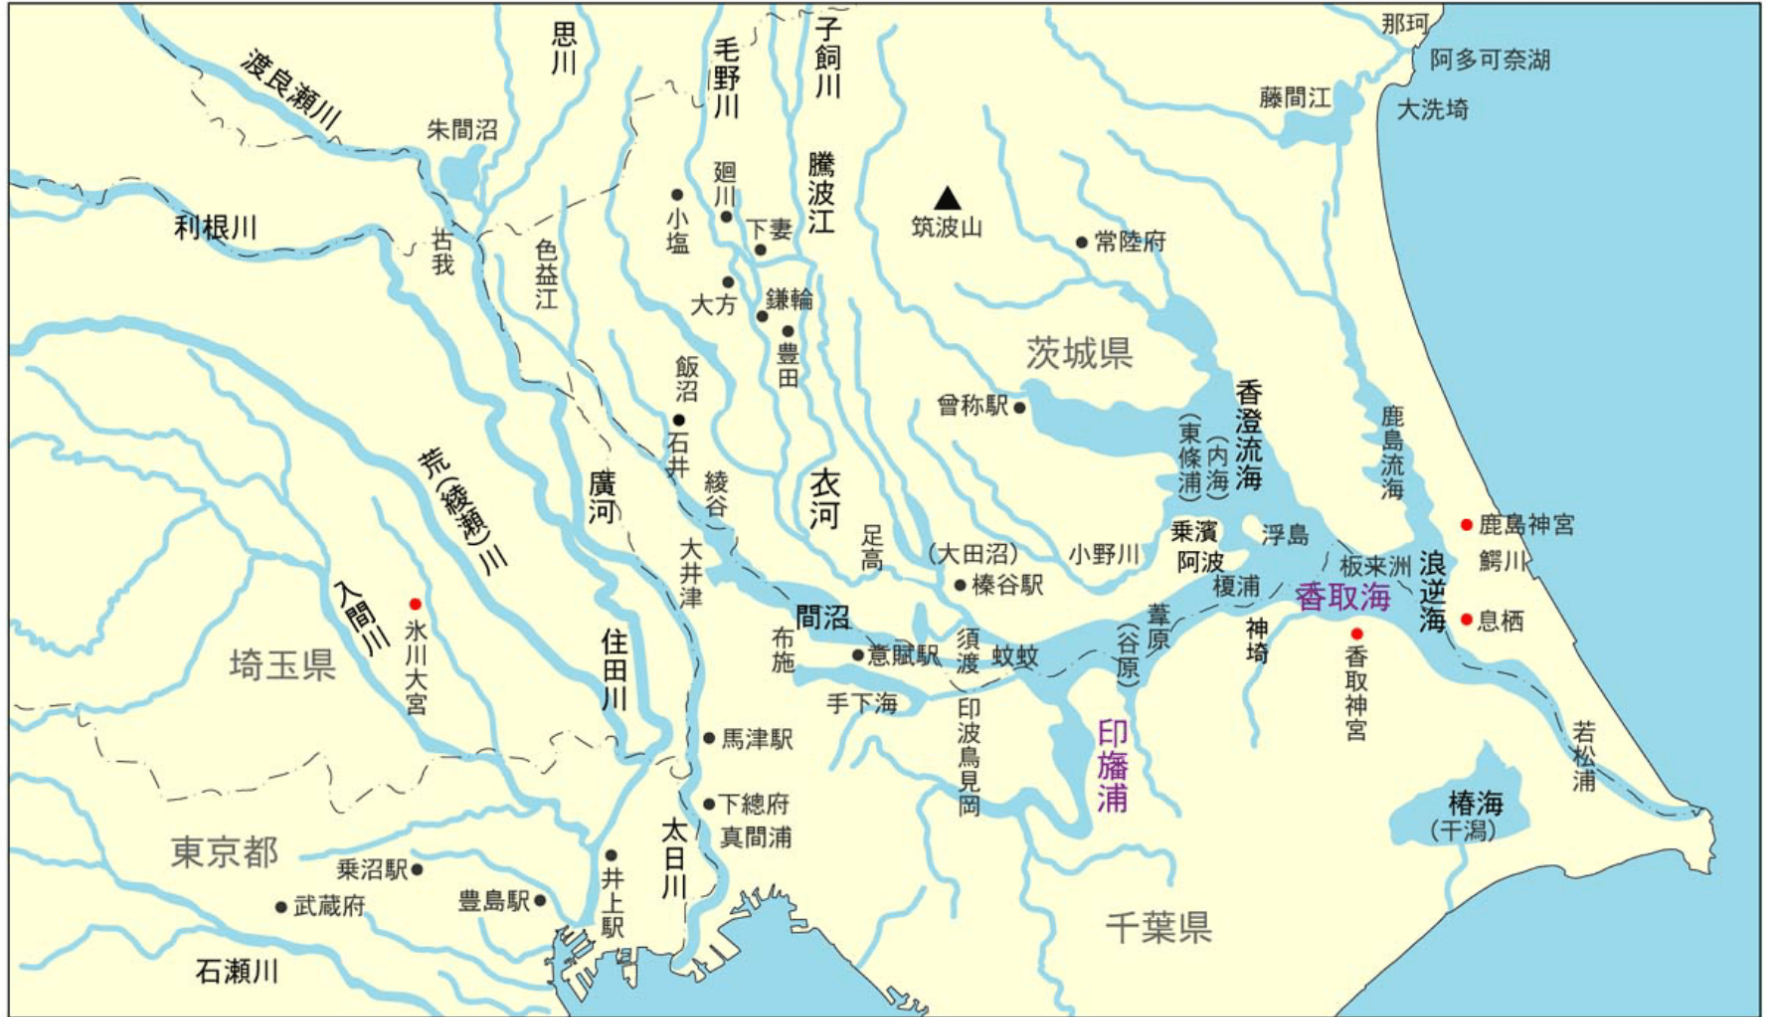 那珂
阿多可奈湖
藤間江
大洗埼
思川
毛野川
子飼川
渡良瀬川
朱間沼
廻川
騰波江
小塩
下妻
筑波山
常陸府
利根川
古我
色益江
大方
鎌輪
豊田
茨城県
飯沼
石井
曾称駅
香澄流海
(東條浦)
(内海)
鹿島流海
荒(綾瀬)川
廣河
綾谷
衣河
足高
大井津
(大田沼)
榛谷駅
小野川
乗濱
阿波
浮島
榎浦
板来洲
浪逆海
鹿島神宮
鰐川
香取海
息栖
入間川
氷川大宮
埼玉県
住田川
間沼
布施
意賦駅
須渡
蚊蚊
葦原
(谷原)
神埼
香取神宮
手下海
印波鳥見岡
印旛浦
馬津駅
若松浦
下總府
真間浦
椿海
(干潟)
東京都
乗沼駅
武蔵府
豊島駅
井上駅
太日川
千葉県
石瀬川